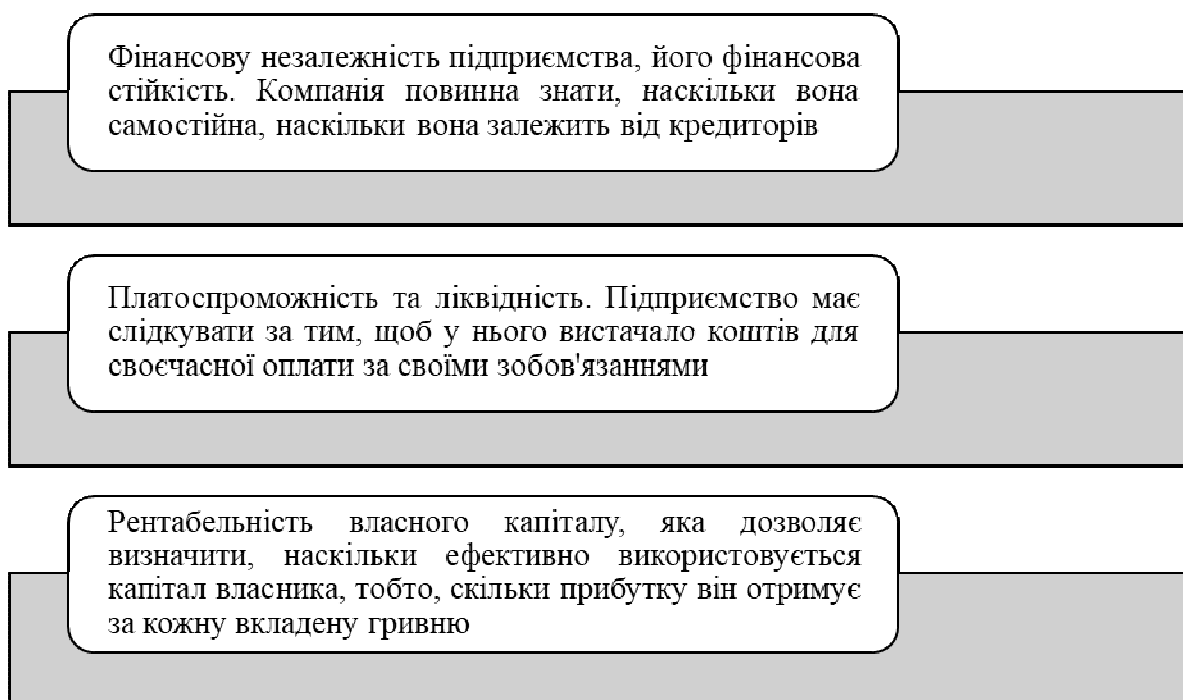 Фінансову незалежність підприємства, його фінансова
стійкість. Компанія повинна знати, наскільки вона
самостійна, наскільки вона залежить від кредиторів
Платоспроможність та ліквідність. Підприємство має
слідкувати за тим, щоб у нього вистачало коштів для
своєчасної оплати за своїми зобов'язаннями
Рентабельність власного капіталу, яка дозволяє
визначити, наскільки ефективно використовується
капітал власника, тобто, скільки прибутку він отримує
за кожну вкладену гривню